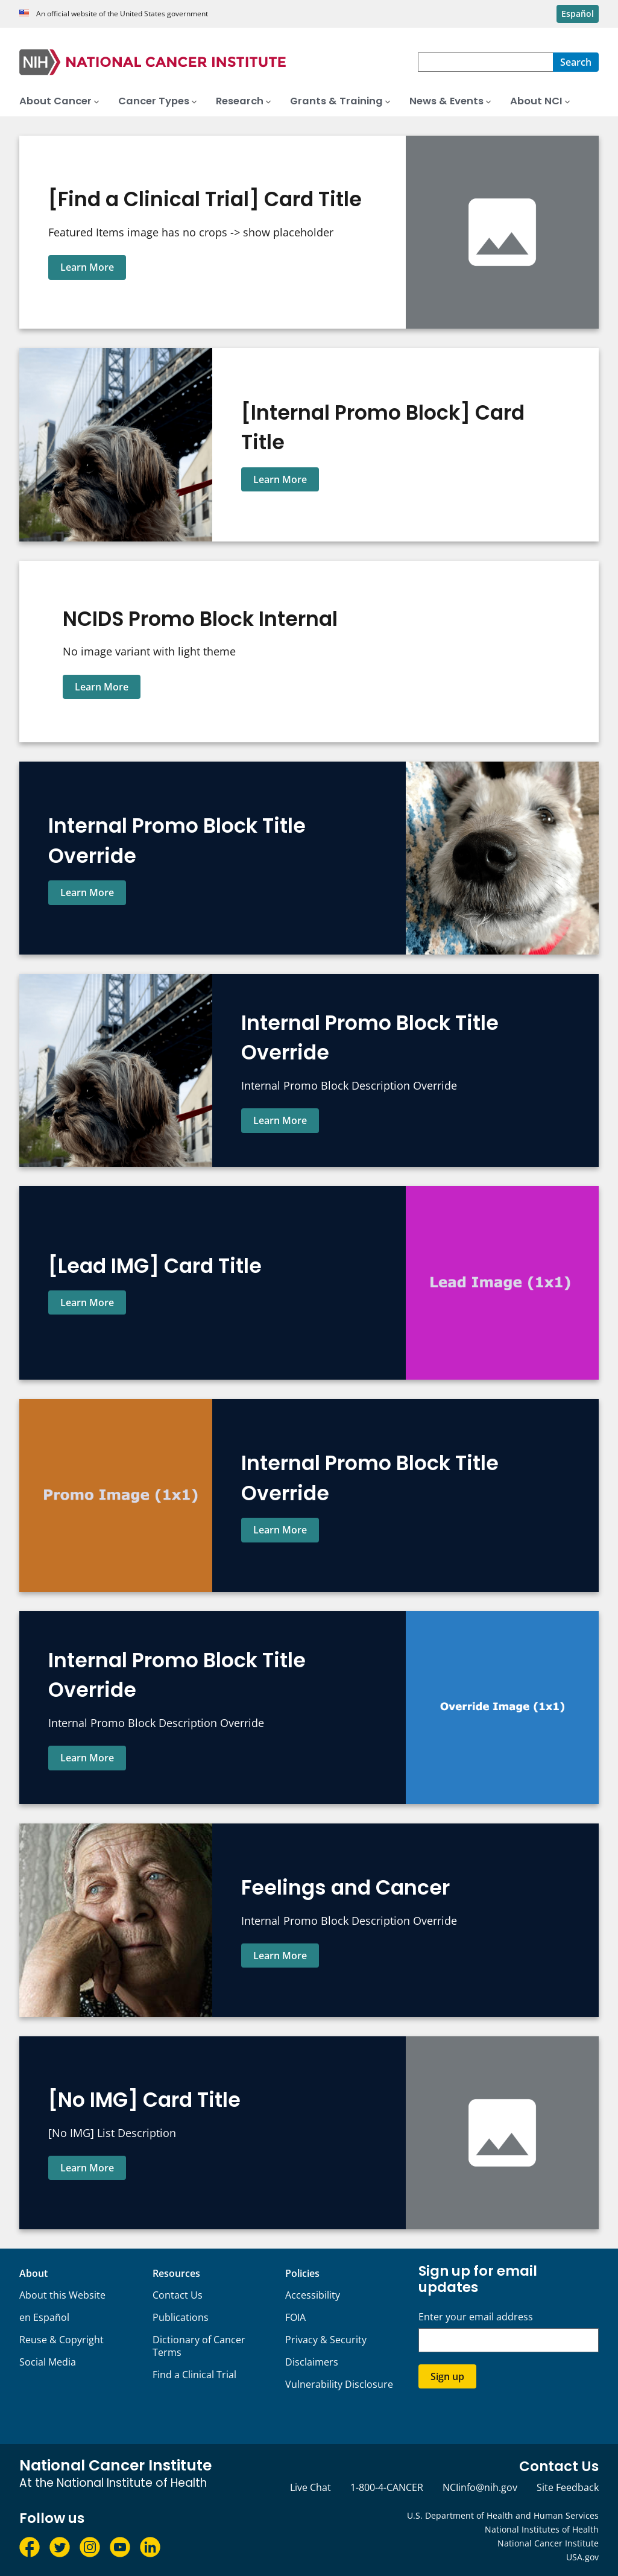 An official website of the United States government
Español
NIH NATIONAL CANCER INSTITUTE
Search
About Cancer
Cancer Types
Research
Grants & Training
News & Events
About NCI
[Find a Clinical Trial] Card Title
Featured Items image has no crops -> show placeholder
Learn More
[Internal Promo Block] Card
Title
Learn More
NCIDS Promo Block Internal
No image variant with light theme
Learn More
Internal Promo Block Title
Override
Learn More
Internal Promo Block Title
Override
Internal Promo Block Description Override
Learn More
[Lead IMG] Card Title
Learn More
Lead Image (1x1)
Promo Image (1x1)
Internal Promo Block Title
Override
Learn More
Internal Promo Block Title
Override
Internal Promo Block Description Override
Learn More
Override Image (1x1)
Feelings and Cancer
Internal Promo Block Description Override
Learn More
[No IMG] Card Title
[No IMG] List Description
Learn More
About
About this Website
en Español
Reuse & Copyright
Social Media
Resources
Contact Us
Publications
Dictionary of Cancer
Terms
Find a Clinical Trial
Policies
Accessibility
FOIA
Privacy & Security
Disclaimers
Vulnerability Disclosure
Sign up for email
updates
Enter your email address
Sign up
National Cancer Institute
At the National Institute of Health
Follow us
Contact Us
Live Chat
1-800-4-CANCER
NCIinfo@nih.gov
Site Feedback
U.S. Department of Health and Human Services
National Institutes of Health
National Cancer Institute
USA.gov